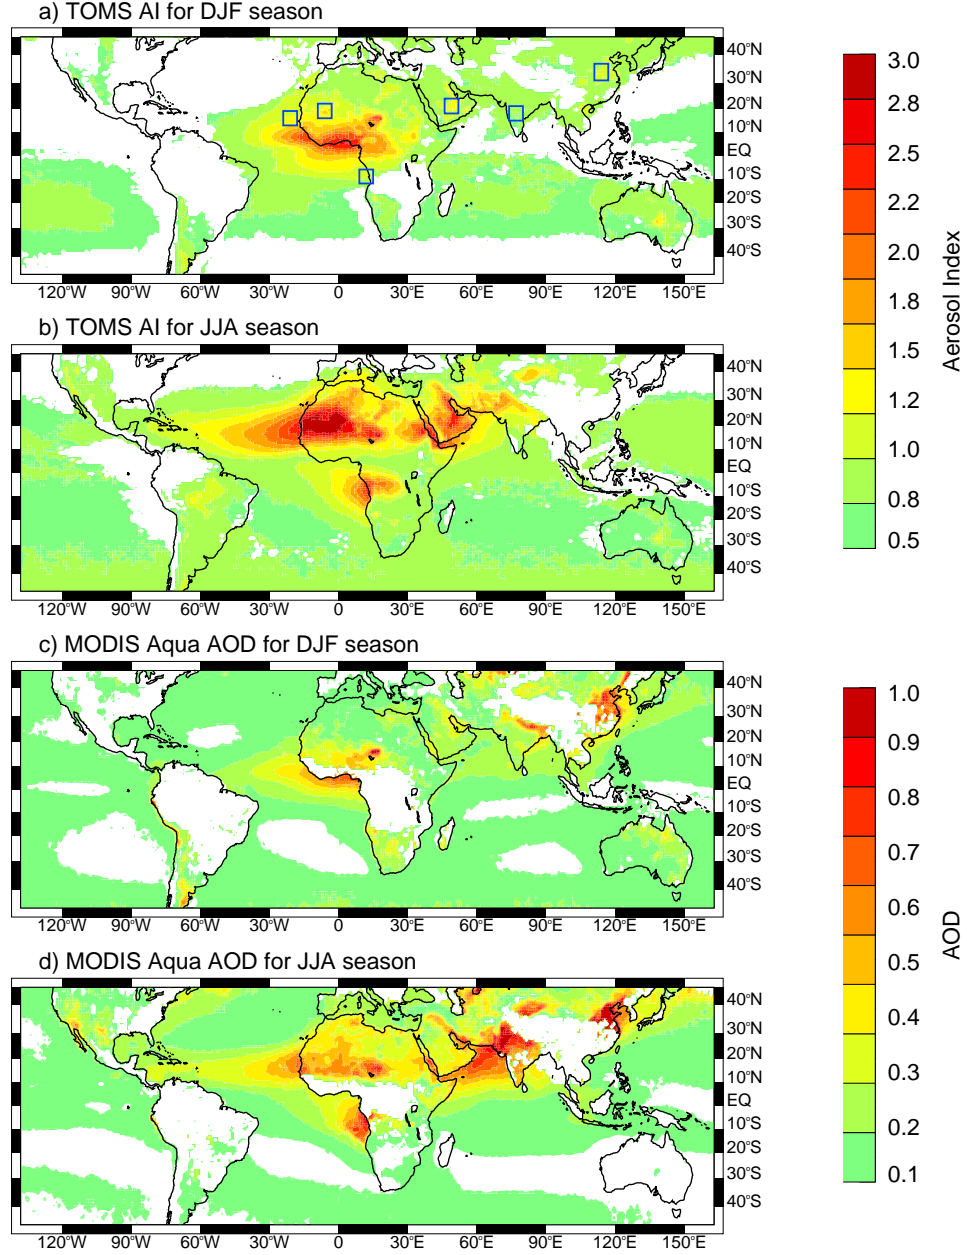 a) TOMS AI for DJF season
40°N
30°N
20°N
10°N
EQ
10°S
20°S
30°S
40°S
120°W 90°W 60°W 30°W 0 30°E 60°E 90°E 120°E 150°E
b) TOMS AI for JJA season
40°N
30°N
20°N
10°N
EQ
10°S
20°S
30°S
40°S
120°W 90°W 60°W 30°W 0 30°E 60°E 90°E 120°E 150°E
3.0
2.8
2.5
2.2
2.0
1.8
1.5
1.2
1.0
0.8
0.5
Aerosol Index
c) MODIS Aqua AOD for DJF season
40°N
30°N
20°N
10°N
EQ
10°S
20°S
30°S
40°S
120°W 90°W 60°W 30°W 0 30°E 60°E 90°E 120°E 150°E
d) MODIS Aqua AOD for JJA season
40°N
30°N
20°N
10°N
EQ
10°S
20°S
30°S
40°S
120°W 90°W 60°W 30°W 0 30°E 60°E 90°E 120°E 150°E
1.0
0.9
0.8
0.7
0.6
0.5
0.4
0.3
0.2
0.1
AOD